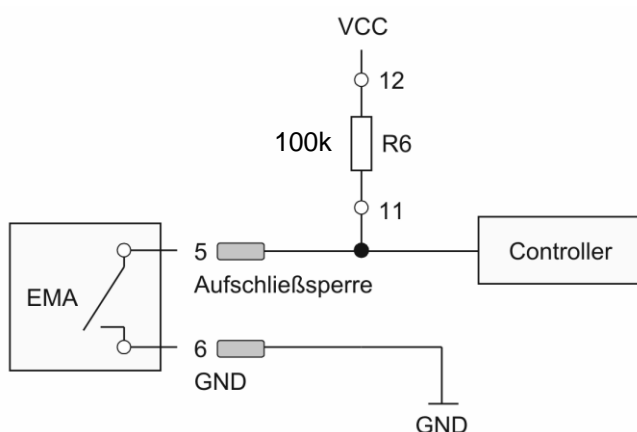 VCC
12
100k R6
11
5
Aufschließsperre
Controller
EMA
6
GND
GND